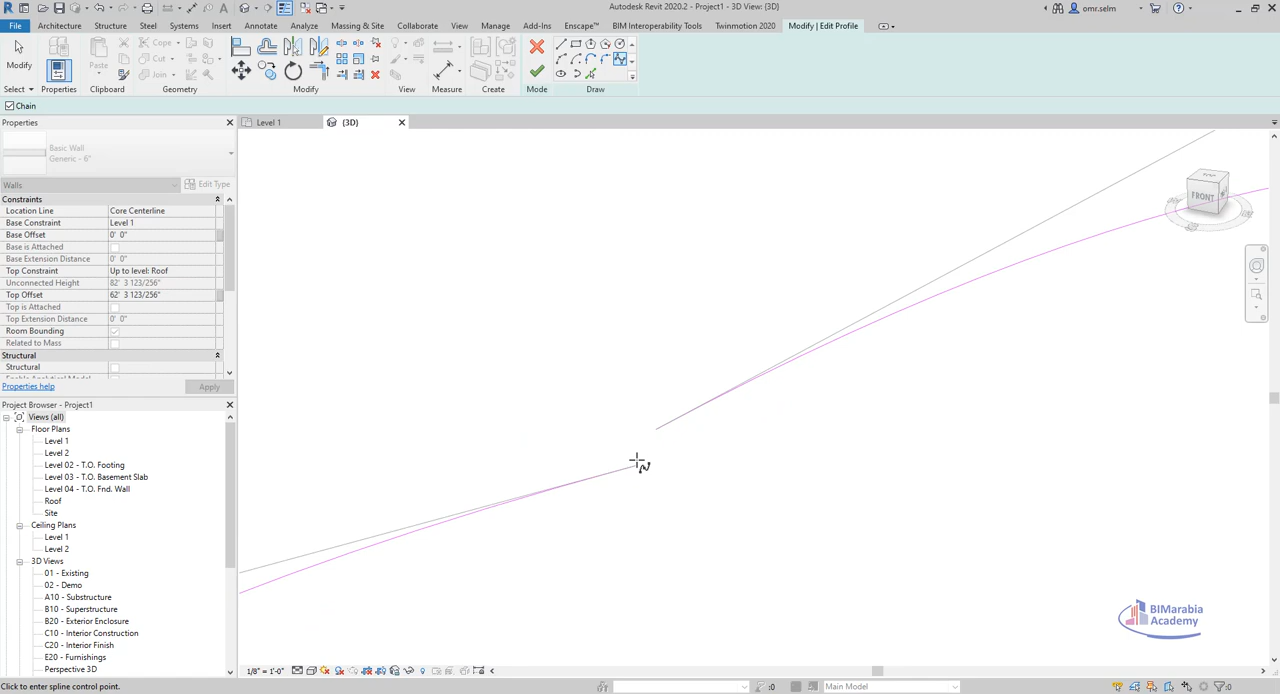 Autodesk Revit 2020.2 - Project1 - 3D View: {3D}
omr.selm
File
Architecture
Structure
Steel
Systems
Insert
Annotate
Analyze
Massing & Site
Collaborate
View
Manage
Add-Ins
Enscape™
BIM Interoperability Tools
Twinmotion 2020
Modify | Edit Profile
Modify
Paste
Cope
Cut
Join
Select
Properties
Clipboard
Geometry
Modify
View
Measure
Create
Mode
Draw
Chain
Properties
Level 1
{3D}
Basic Wall
Generic - 6"
Walls
Edit Type
Constraints
Location Line Core Centerline
Base Constraint Level 1
Base Offset 0' 0"
Base is Attached
Base Extension Distance 0' 0"
Top Constraint Up to level: Roof
Unconnected Height 82' 3 123/256"
Top Offset 62' 3 123/256"
Top is Attached
Top Extension Distance 0' 0"
Room Bounding
Related to Mass
Structural
Structural
Properties help
Apply
Project Browser - Project1
Views (all)
Floor Plans
Level 1
Level 2
Level 02 - T.O. Footing
Level 03 - T.O. Basement Slab
Level 04 - T.O. Fnd. Wall
Roof
Site
Ceiling Plans
Level 1
Level 2
3D Views
01 - Existing
02 - Demo
A10 - Substructure
B10 - Superstructure
B20 - Exterior Enclosure
C10 - Interior Construction
C20 - Interior Finish
E20 - Furnishings
Perspective 3D
TOP
FRONT
BIMarabia
Academy
1/8" = 1'-0"
Click to enter spline control point.
:0
Main Model
:0